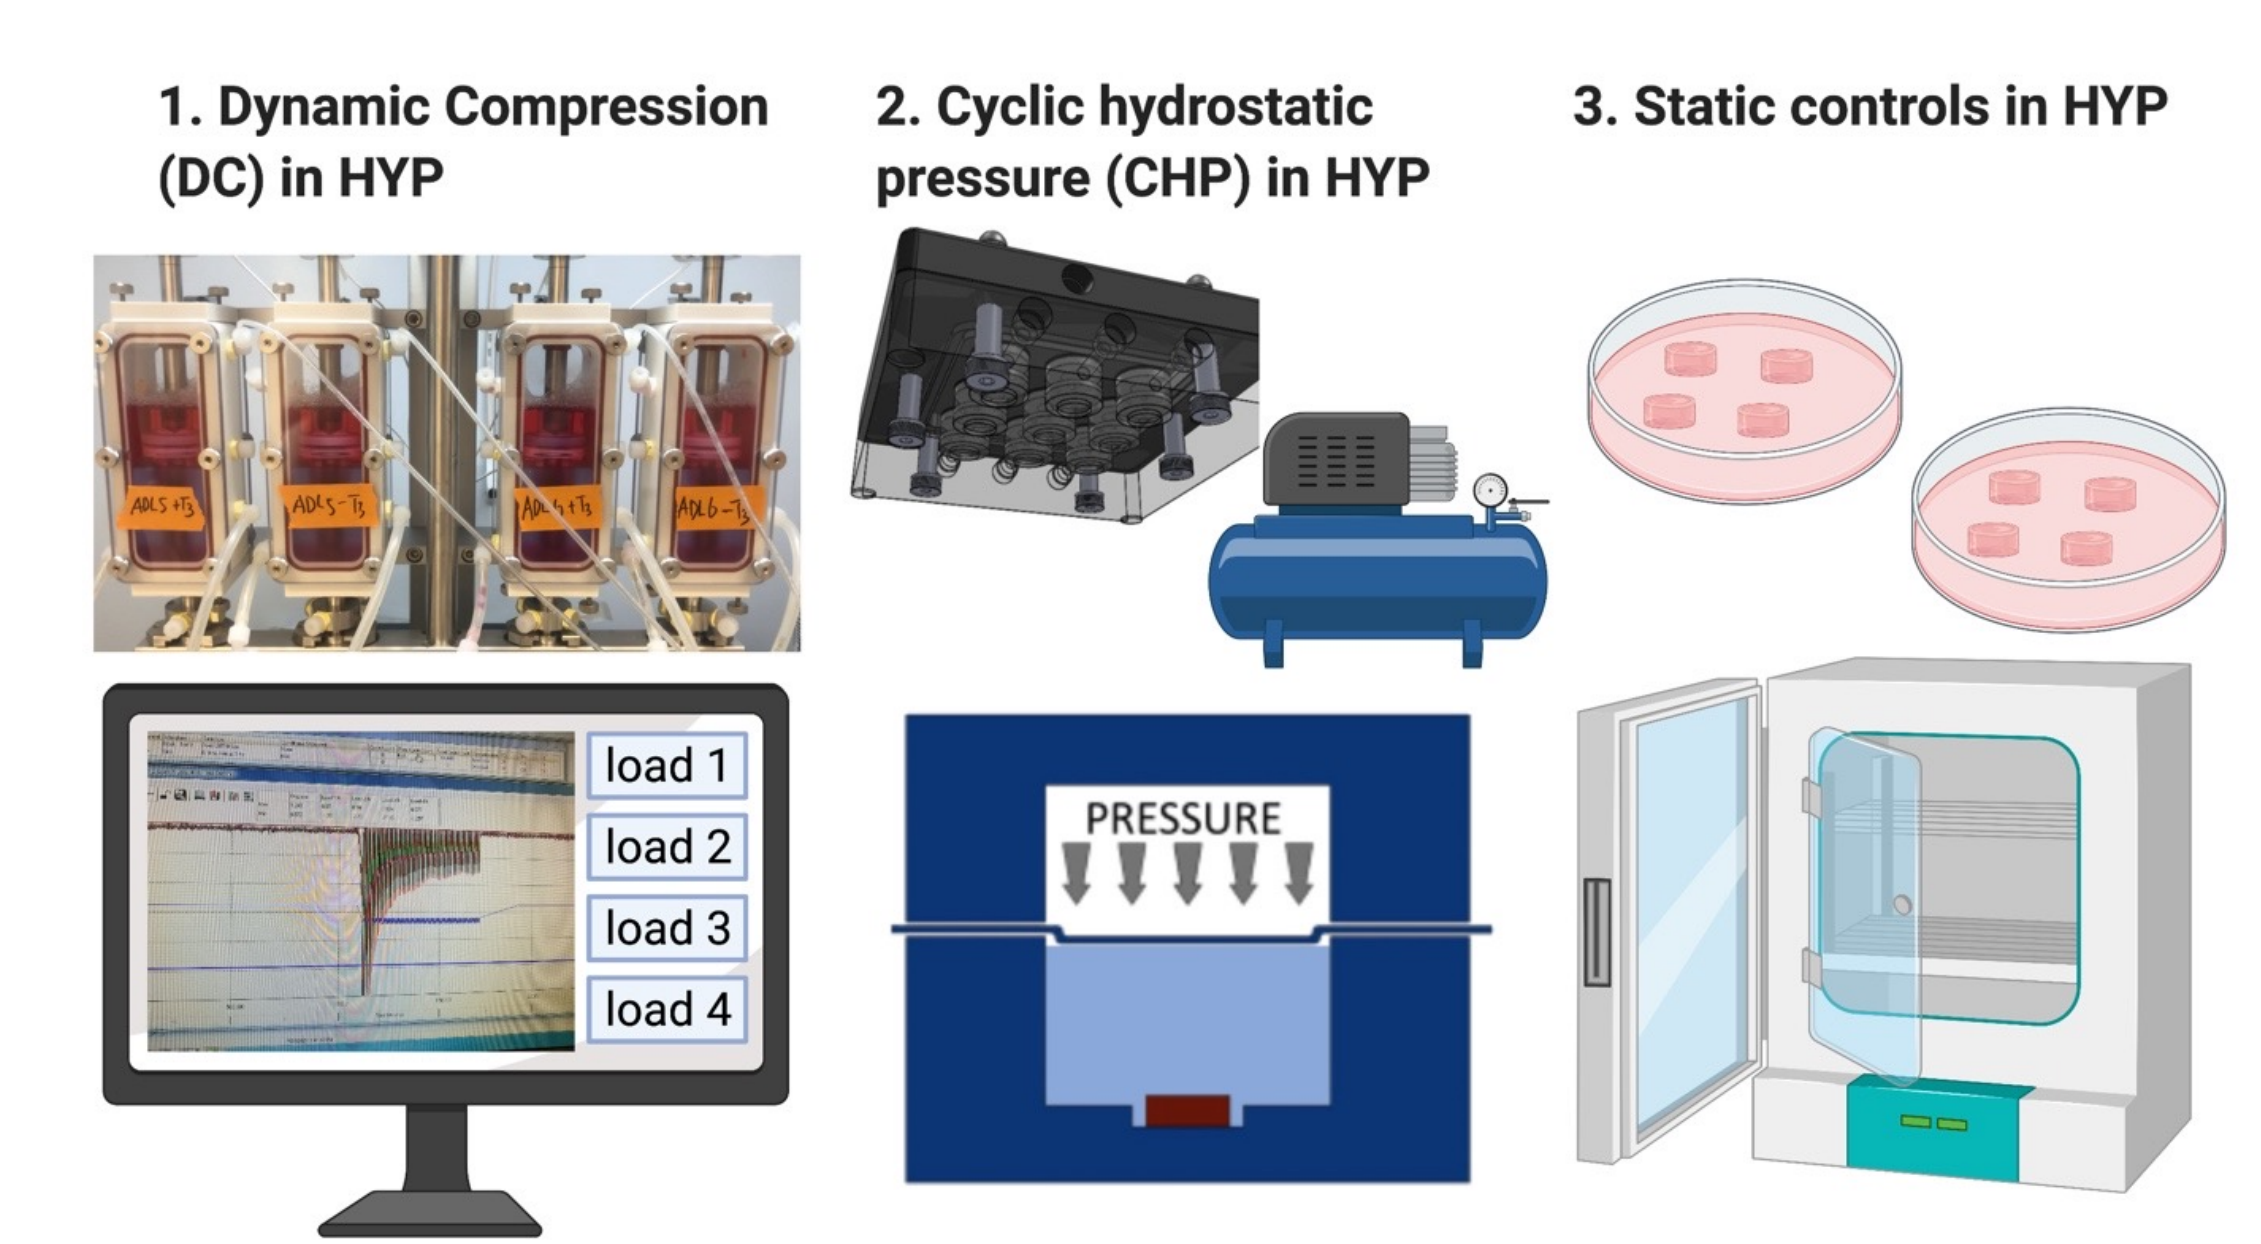 1. Dynamic Compression
(DC) in HYP
2. Cyclic hydrostatic
pressure (CHP) in HYP
3. Static controls in HYP
ADL5 +T3
ADL5 -T3
+T3
ADL6 -T3
load 1
load 2
load 3
load 4
PRESSURE